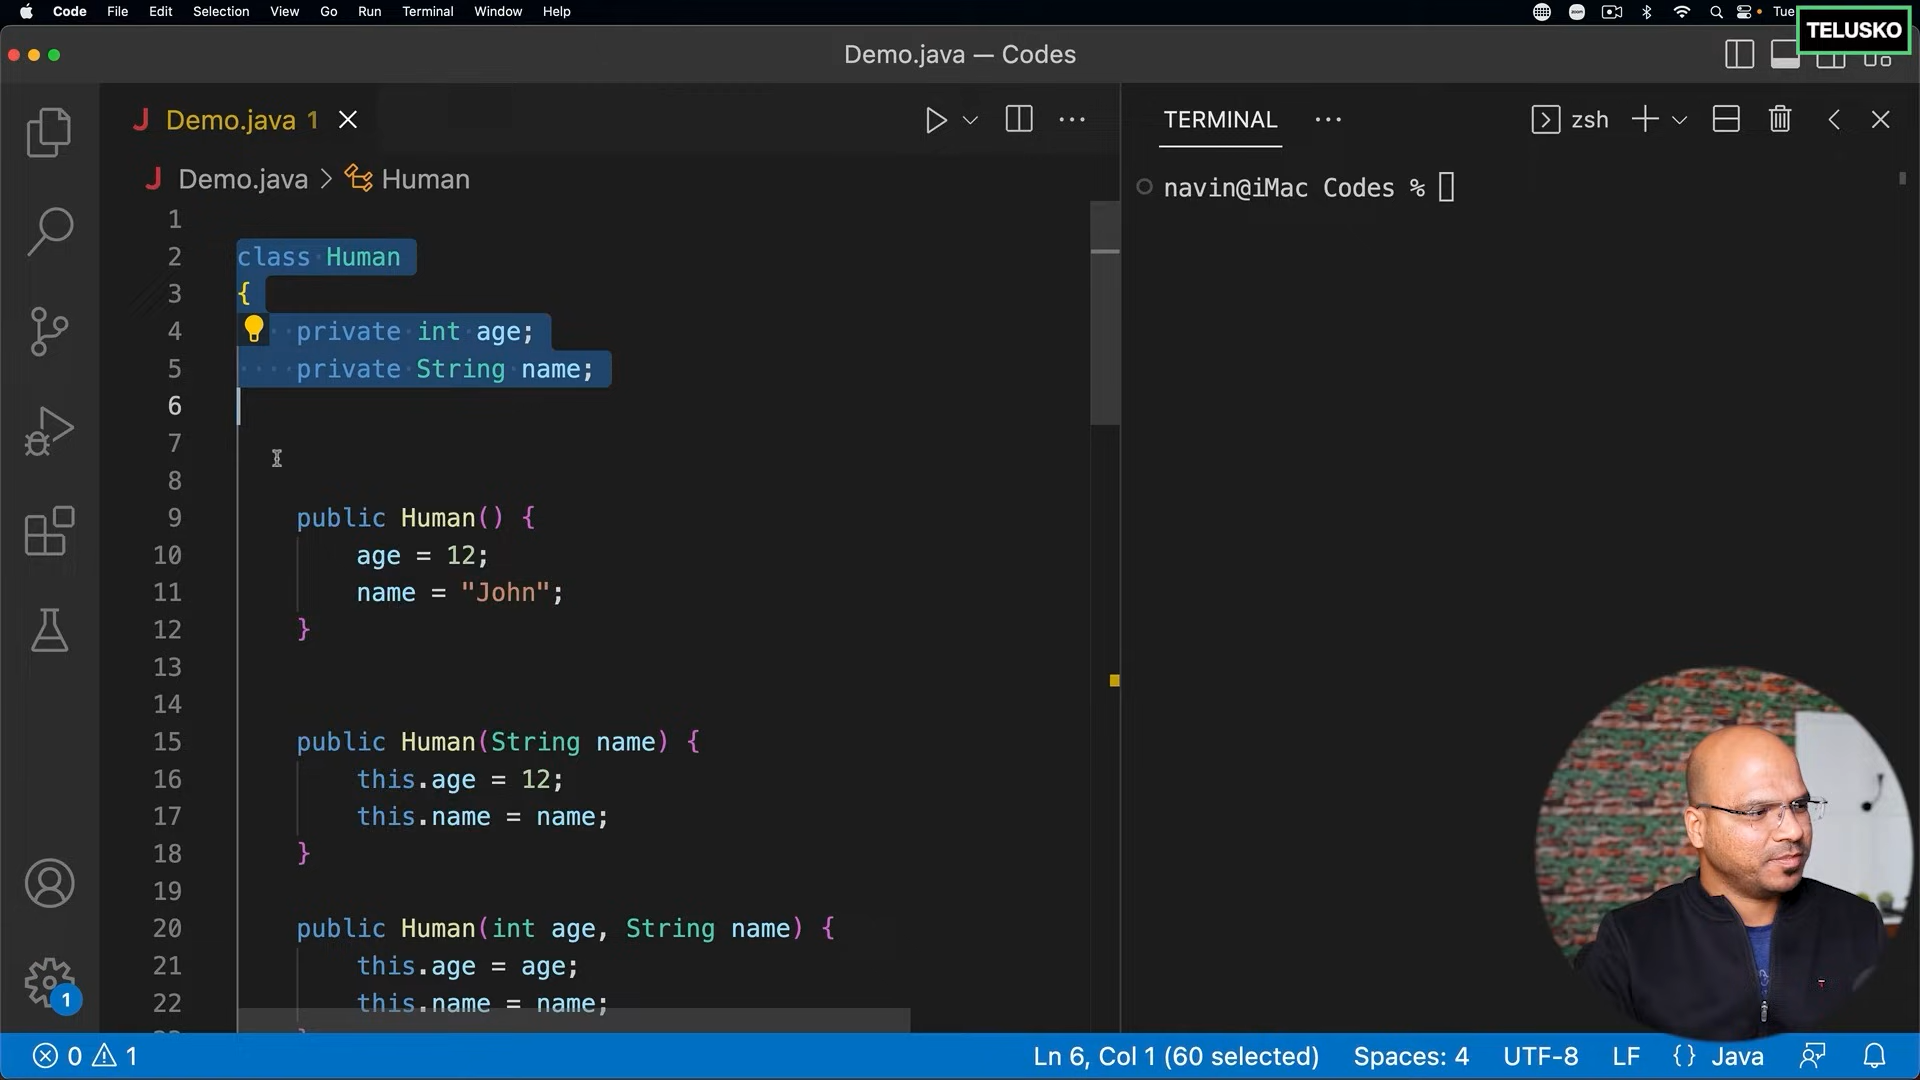 Code File Edit Selection View Go Run Terminal Window Help
zoom
Tue
TELUSKO
Demo.java — Codes
Demo.java 1
TERMINAL
zsh
Demo.java > Human
navin@iMac Codes %
1
2 class Human
3 {
4 private int age;
5 private String name;
6
7
8
9 public Human() {
10 age = 12;
11 name = "John";
12 }
13
14
15 public Human(String name) {
16 this.age = 12;
17 this.name = name;
18 }
19
20 public Human(int age, String name) {
21 this.age = age;
22 this.name = name;
1
0 1
Ln 6, Col 1 (60 selected) Spaces: 4 UTF-8 LF {} Java